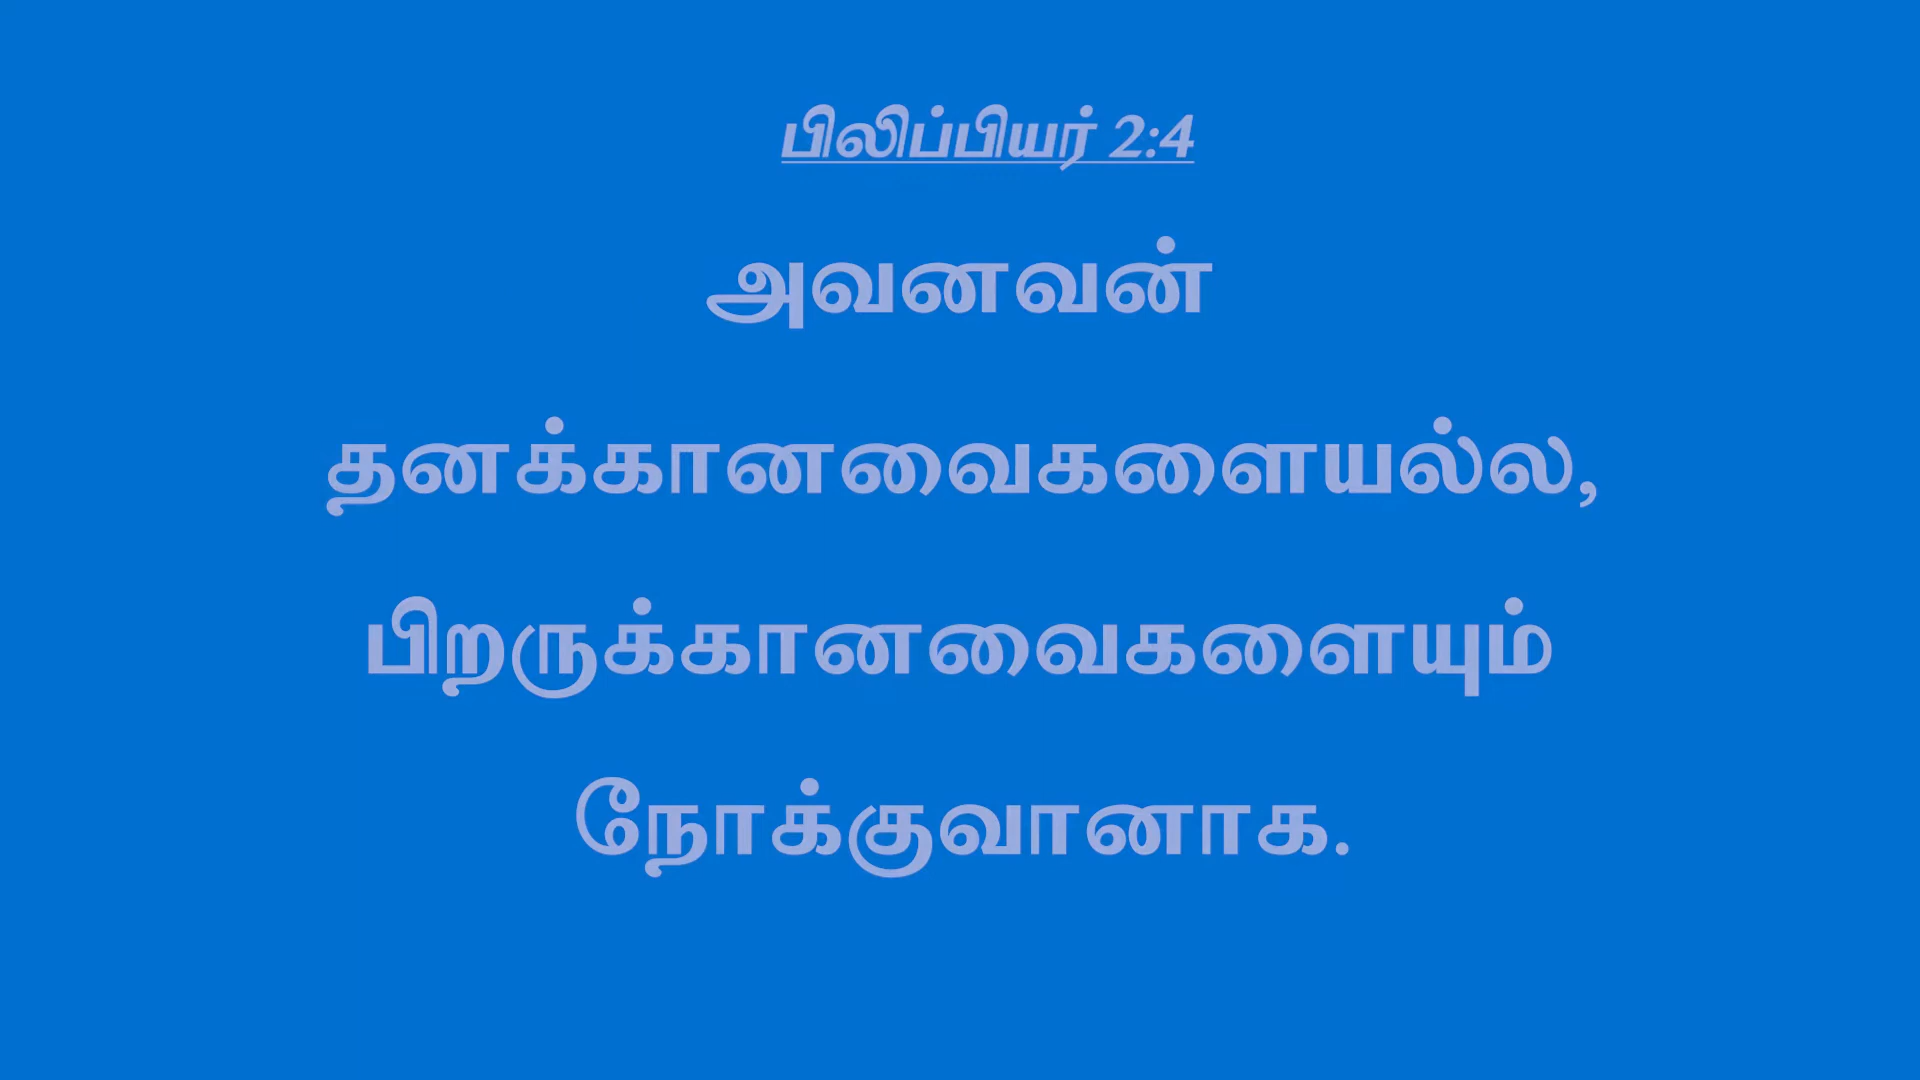 பிலிப்பியர் 2:4
அவனவன்
தனக்கானவைகளையல்ல,
பிறருக்கானவைகளையும்
நோக்குவானாக.